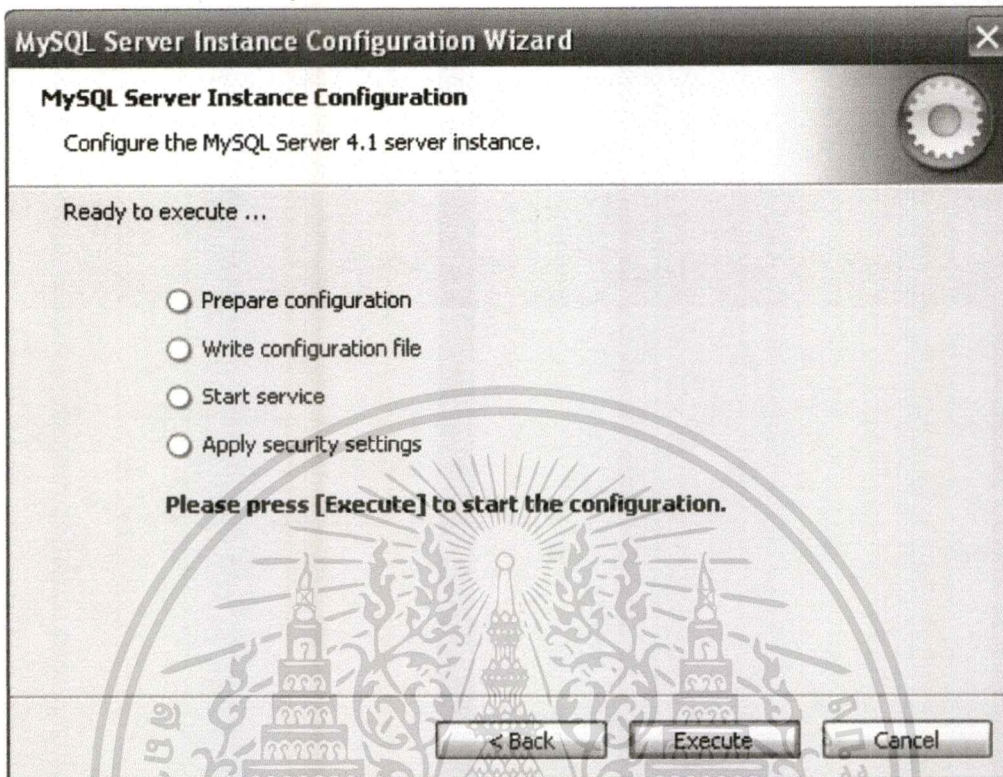 MySQL Server Instance Configuration Wizard
MySQL Server Instance Configuration
Configure the MySQL Server 4.1 server instance.
Ready to execute ...
Prepare configuration
Write configuration file
Start service
Apply security settings
Please press [Execute] to start the configuration.
< Back
Execute
Cancel